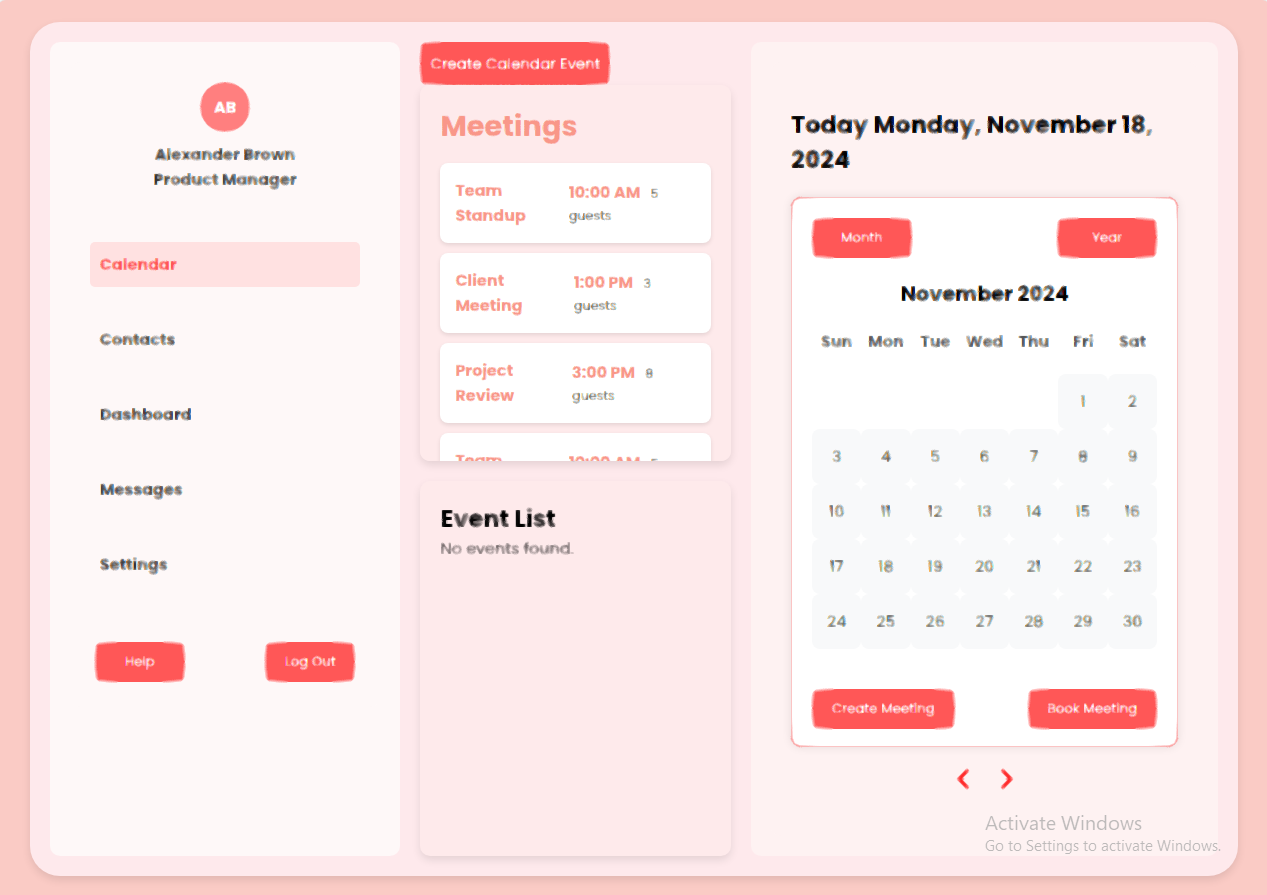 AB
Alexander Brown
Product Manager
Calendar
Contacts
Dashboard
Messages
Settings
Help
Log Out
Create Calendar Event
Meetings
Team Standup 10:00 AM 5 guests
Client Meeting 1:00 PM 3 guests
Project Review 3:00 PM 8 guests
Team 10:00 AM
Event List
No events found.
Today Monday, November 18,
2024
Month Year
November 2024
Sun Mon Tue Wed Thu Fri Sat
1 2
3 4 5 6 7 8 9
10 11 12 13 14 15 16
17 18 19 20 21 22 23
24 25 26 27 28 29 30
Create Meeting Book Meeting
Activate Windows
Go to Settings to activate Windows.